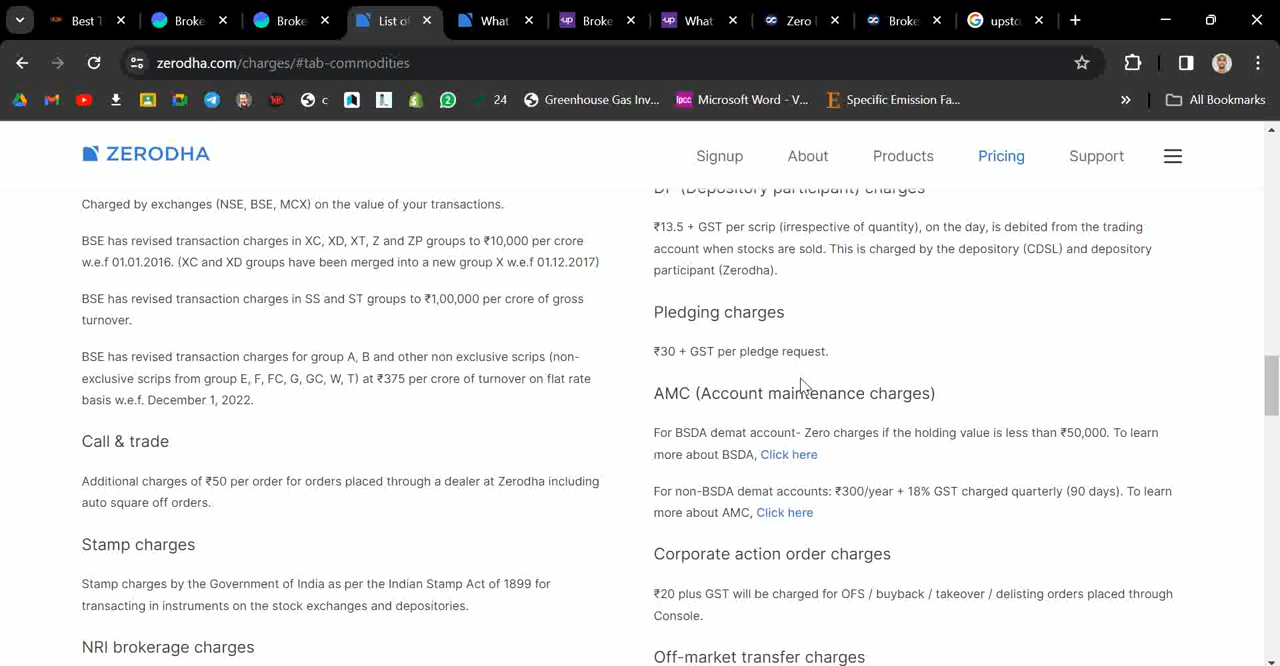 Best T
Broke
Broke
List of
What
Broke
What
Zero
Broke
upsto
zerodha.com/charges/#tab-commodities
c
24
Greenhouse Gas Inv...
Microsoft Word - V...
Specific Emission Fa...
All Bookmarks
ZERODHA
Signup
About
Products
Pricing
Support
Charged by exchanges (NSE, BSE, MCX) on the value of your transactions.
BSE has revised transaction charges in XC, XD, XT, Z and ZP groups to ₹10,000 per crore
w.e.f 01.01.2016. (XC and XD groups have been merged into a new group X w.e.f 01.12.2017)
BSE has revised transaction charges in SS and ST groups to ₹1,00,000 per crore of gross
turnover.
BSE has revised transaction charges for group A, B and other non exclusive scrips (non-
exclusive scrips from group E, F, FC, G, GC, W, T) at ₹375 per crore of turnover on flat rate
basis w.e.f. December 1, 2022.
Call & trade
Additional charges of ₹50 per order for orders placed through a dealer at Zerodha including
auto square off orders.
Stamp charges
Stamp charges by the Government of India as per the Indian Stamp Act of 1899 for
transacting in instruments on the stock exchanges and depositories.
NRI brokerage charges
DP (Depository participant) charges
₹13.5 + GST per scrip (irrespective of quantity), on the day, is debited from the trading
account when stocks are sold. This is charged by the depository (CDSL) and depository
participant (Zerodha).
Pledging charges
₹30 + GST per pledge request.
AMC (Account maintenance charges)
For BSDA demat account- Zero charges if the holding value is less than ₹50,000. To learn
more about BSDA, Click here
For non-BSDA demat accounts: ₹300/year + 18% GST charged quarterly (90 days). To learn
more about AMC, Click here
Corporate action order charges
₹20 plus GST will be charged for OFS / buyback / takeover / delisting orders placed through
Console.
Off-market transfer charges